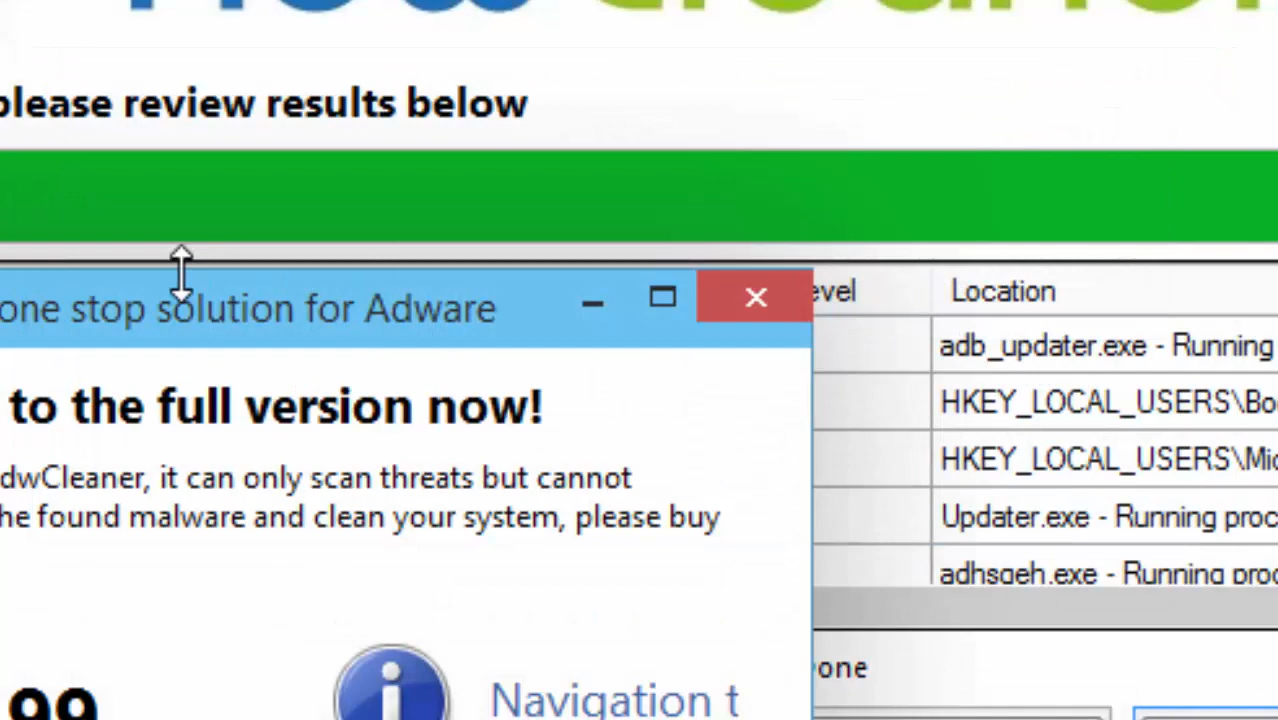 please review results below
one stop solution for Adware
evel
Location
adb_updater.exe - Running
to the full version now!
HKEY_LOCAL_USERS\Bo
dwCleaner, it can only scan threats but cannot
HKEY_LOCAL_USERS\Mic
he found malware and clean your system, please buy
Updater.exe - Running proc
adhsgeh.exe - Running proc
one
99
Navigation t